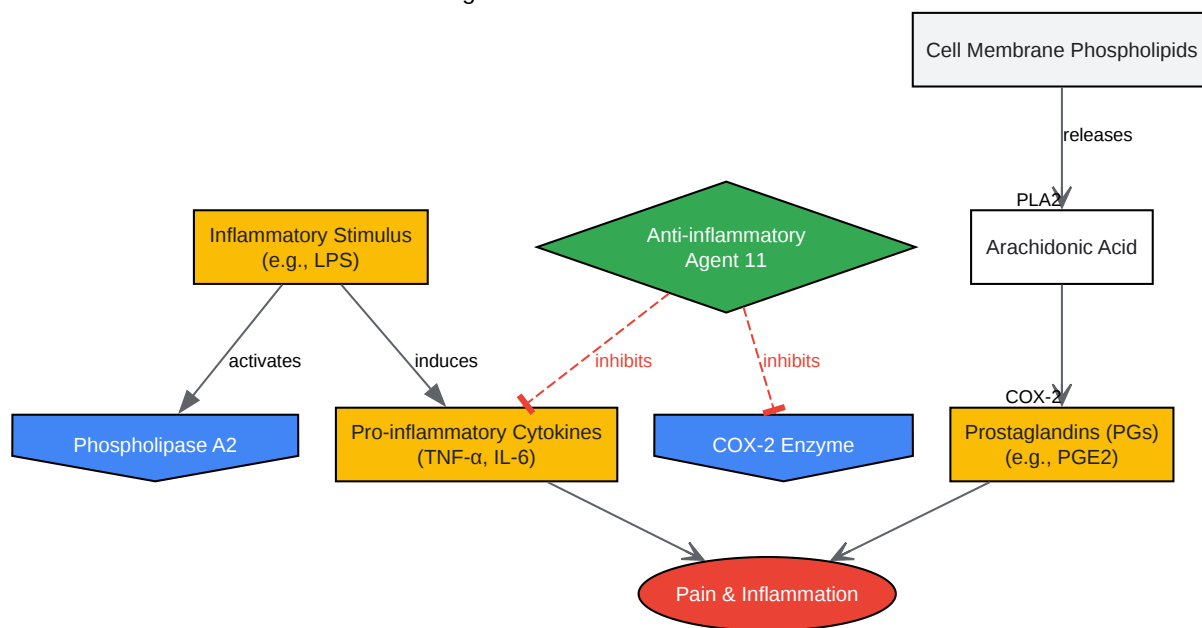 Cell Membrane Phospholipids
releases
PLA2
Inflammatory Stimulus
(e.g., LPS)
Anti-inflammatory
Agent 11
Arachidonic Acid
activates
induces
inhibits
inhibits
COX-2
Phospholipase A2
Pro-inflammatory Cytokines
(TNF-α, IL-6)
COX-2 Enzyme
Prostaglandins (PGs)
(e.g., PGE2)
Pain & Inflammation